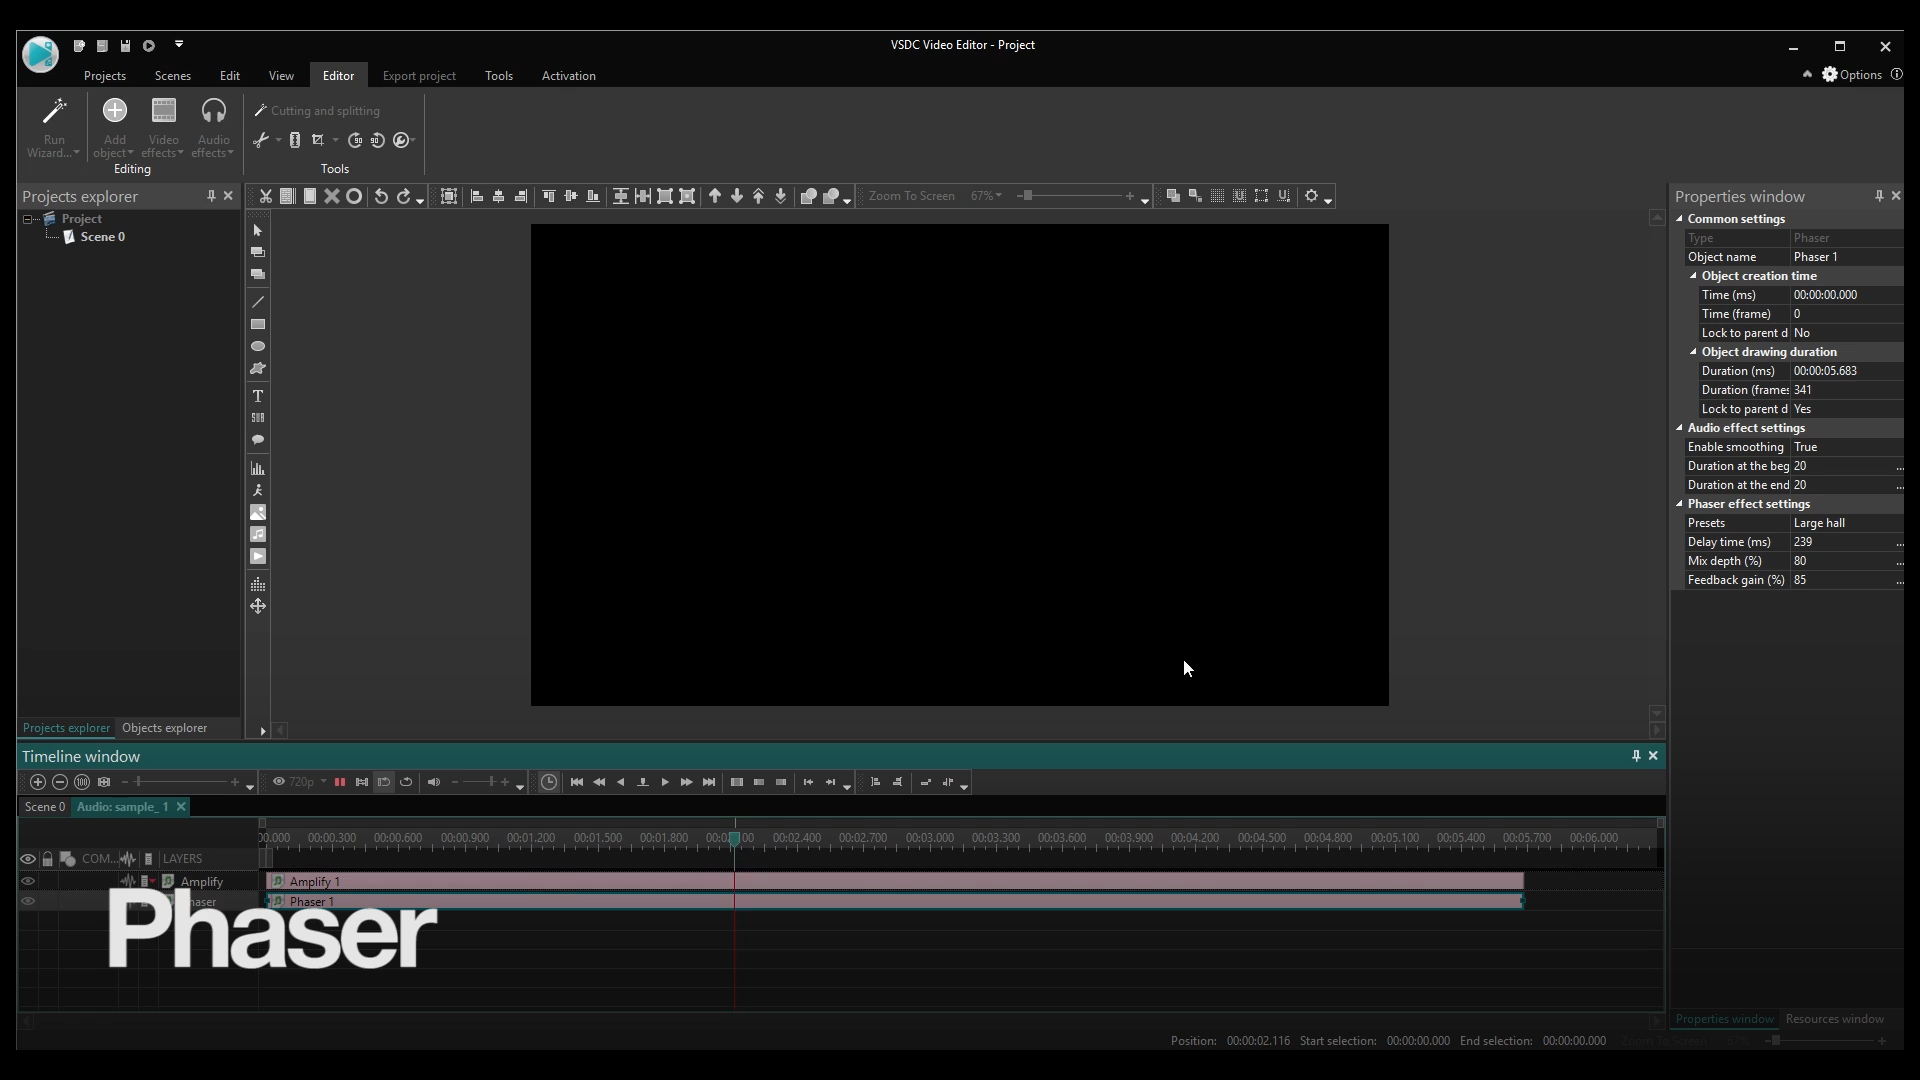 VSDC Video Editor - Project
Projects Scenes Edit View Editor Export project Tools Activation
Options
Run Wizard...
Add object
Video effects
Audio effects
Editing
Cutting and splitting
Tools
Projects explorer
Project
Scene 0
Projects explorer Objects explorer
Zoom To Screen 67%
Properties window
Common settings
Type Phaser
Object name Phaser 1
Object creation time
Time (ms) 00:00:00.000
Time (frame) 0
Lock to parent d No
Object drawing duration
Duration (ms) 00:00:05.683
Duration (frames 341
Lock to parent d Yes
Audio effect settings
Enable smoothing True
Duration at the beg 20 ...
Duration at the end 20 ...
Phaser effect settings
Presets Large hall
Delay time (ms) 239 ...
Mix depth (%) 80 ...
Feedback gain (%) 85 ...
Properties window Resources window
Timeline window
720p
Scene 0 Audio: sample_ 1
00:00.300 00:00.600 00:00.900 00:01.200 00:01.500 00:01.800 00:02.400 00:02.700 00:03.000 00:03.300 00:03.600 00:03.900 00:04.200 00:04.500 00:04.800 00:05.100 00:05.400 00:05.700 00:06.000
COM... LAYERS
Amplify Amplify 1
Phaser 1
Phaser
Position: 00:00:02.116 Start selection: 00:00:00.000 End selection: 00:00:00.000 Zoom To Screen